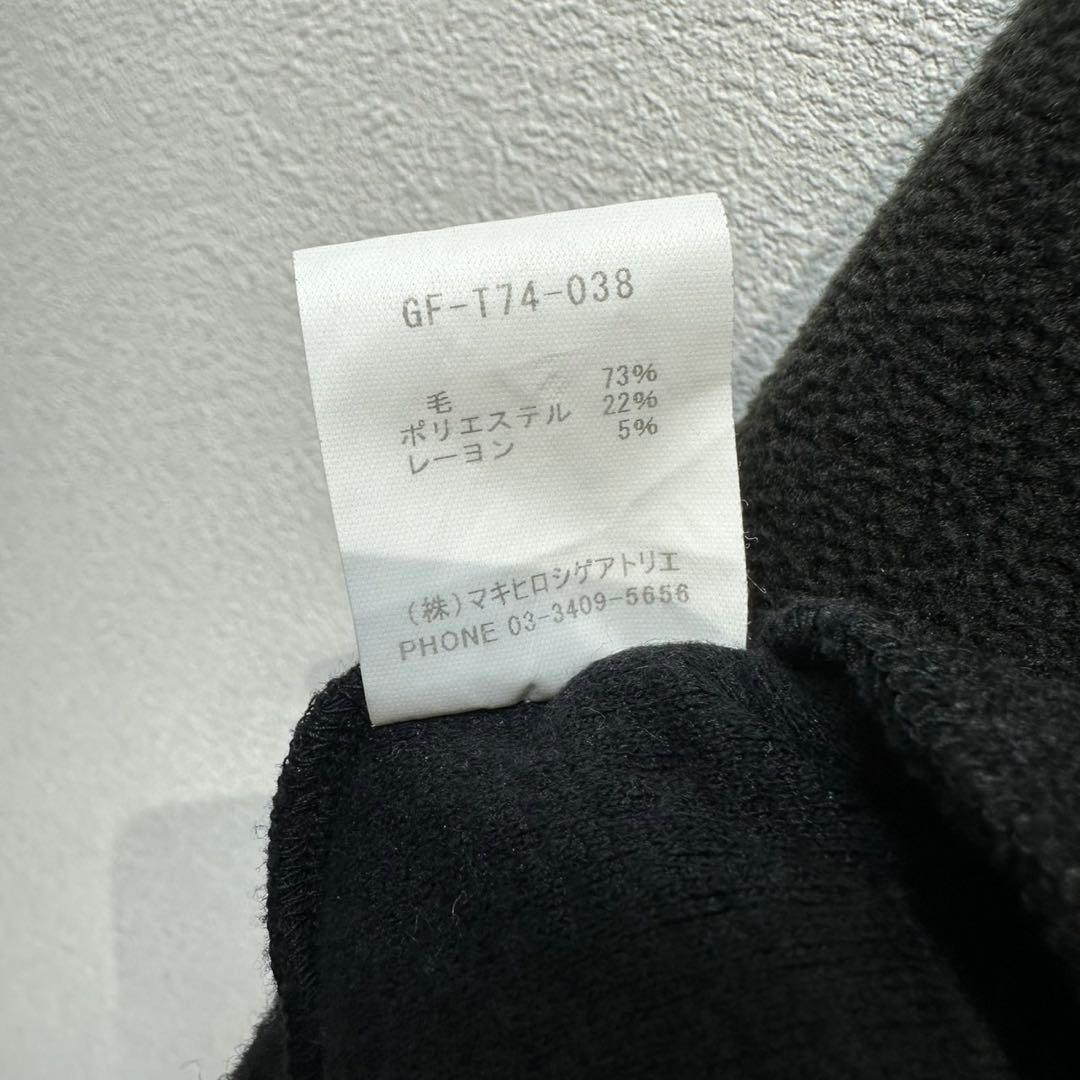 GF-T74-038
毛 73%
ポリエステル 22%
レーヨン 5%
(株)マキヒロシゲアトリエ
PHONE 03-3409-5656